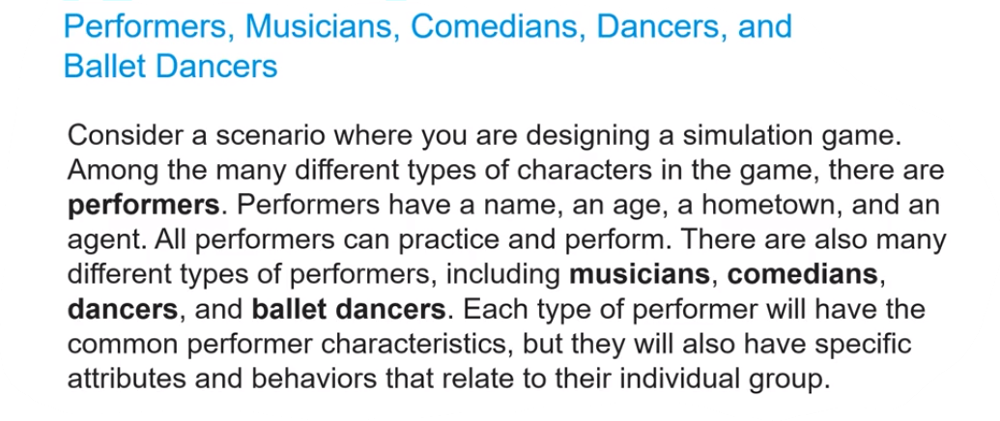 Performers, Musicians, Comedians, Dancers, and
Ballet Dancers
Consider a scenario where you are designing a simulation game.
Among the many different types of characters in the game, there are
performers. Performers have a name, an age, a hometown, and an
agent. All performers can practice and perform. There are also many
different types of performers, including musicians, comedians,
dancers, and ballet dancers. Each type of performer will have the
common performer characteristics, but they will also have specific
attributes and behaviors that relate to their individual group.